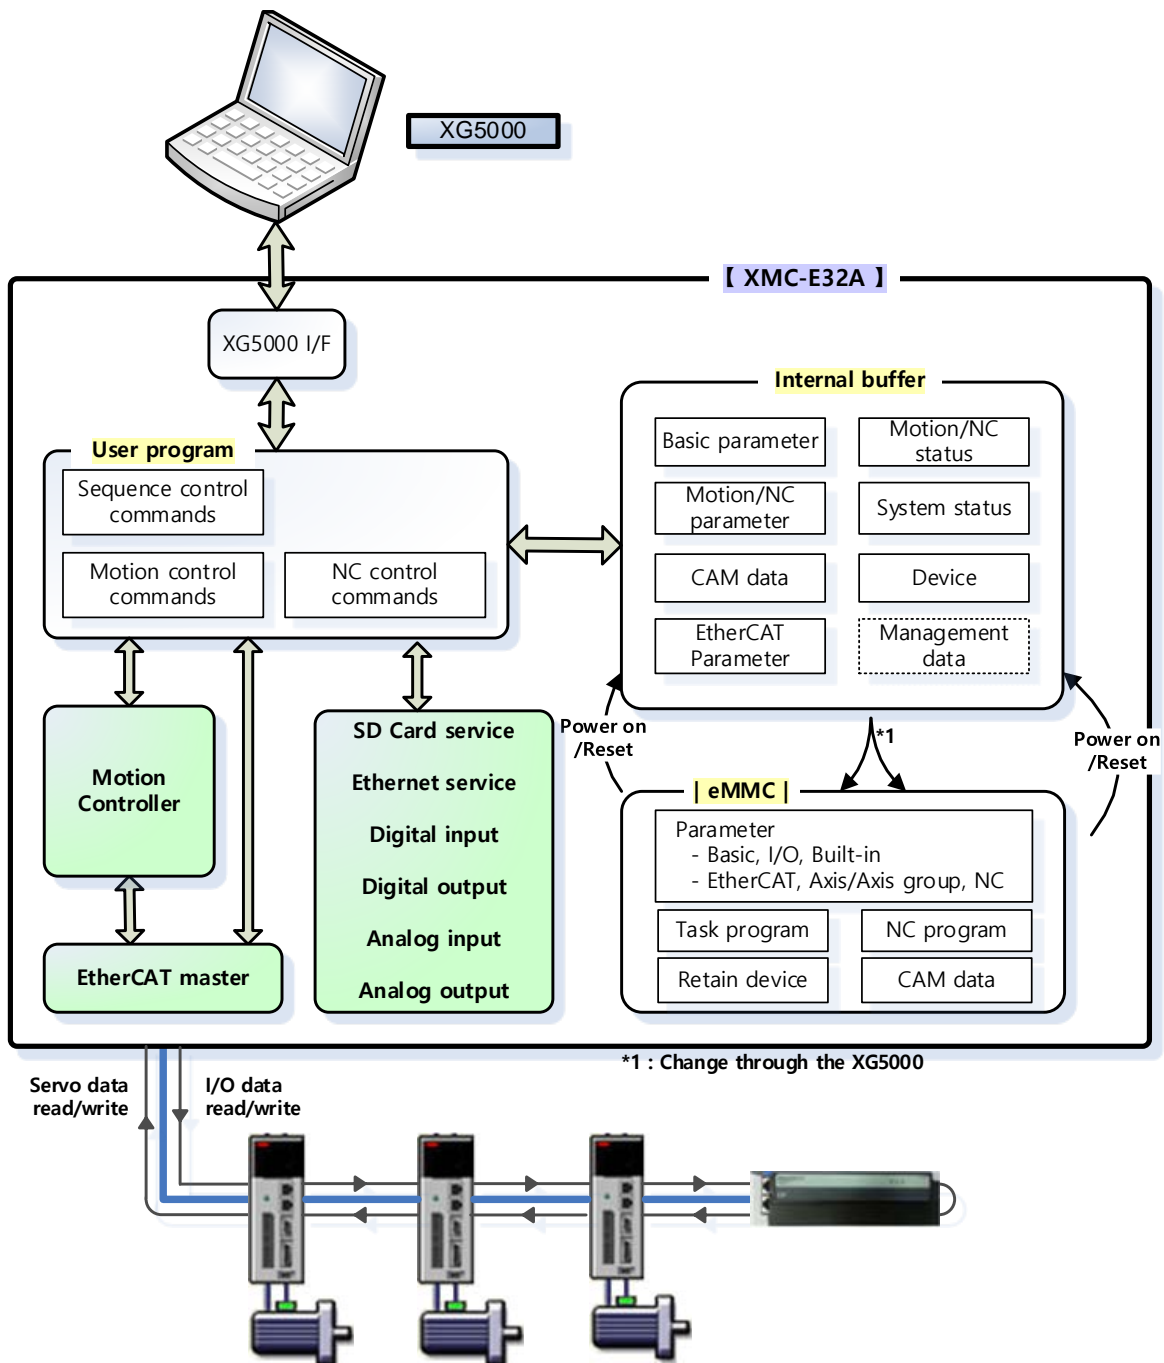 XG5000
【 XMC-E32A 】
XG5000 I/F
Internal buffer
Basic parameter
Motion/NC
status
Motion/NC
parameter
System status
CAM data
Device
EtherCAT
Parameter
Management
data
User program
Sequence control
commands
Motion control
commands
NC control
commands
Motion
Controller
EtherCAT master
SD Card service
Ethernet service
Digital input
Digital output
Analog input
Analog output
Power on
/Reset
*1
Power on
/Reset
| eMMC |
Parameter
- Basic, I/O, Built-in
- EtherCAT, Axis/Axis group, NC
Task program
NC program
Retain device
CAM data
*1 : Change through the XG5000
Servo data
read/write
I/O data
read/write